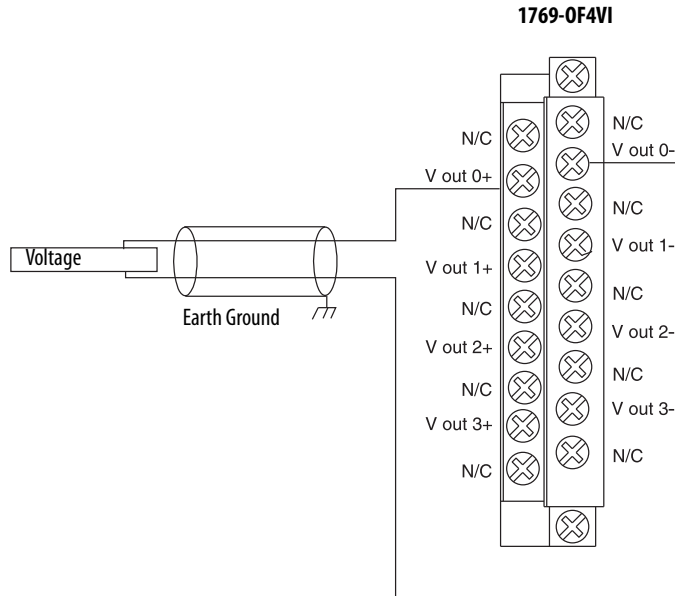 1769-OF4VI
N/C
N/C
V out 0-
V out 0+
N/C
N/C
V out 1-
V out 1+
Voltage
N/C
N/C
Earth Ground
V out 2-
V out 2+
N/C
N/C
V out 3-
V out 3+
N/C
N/C